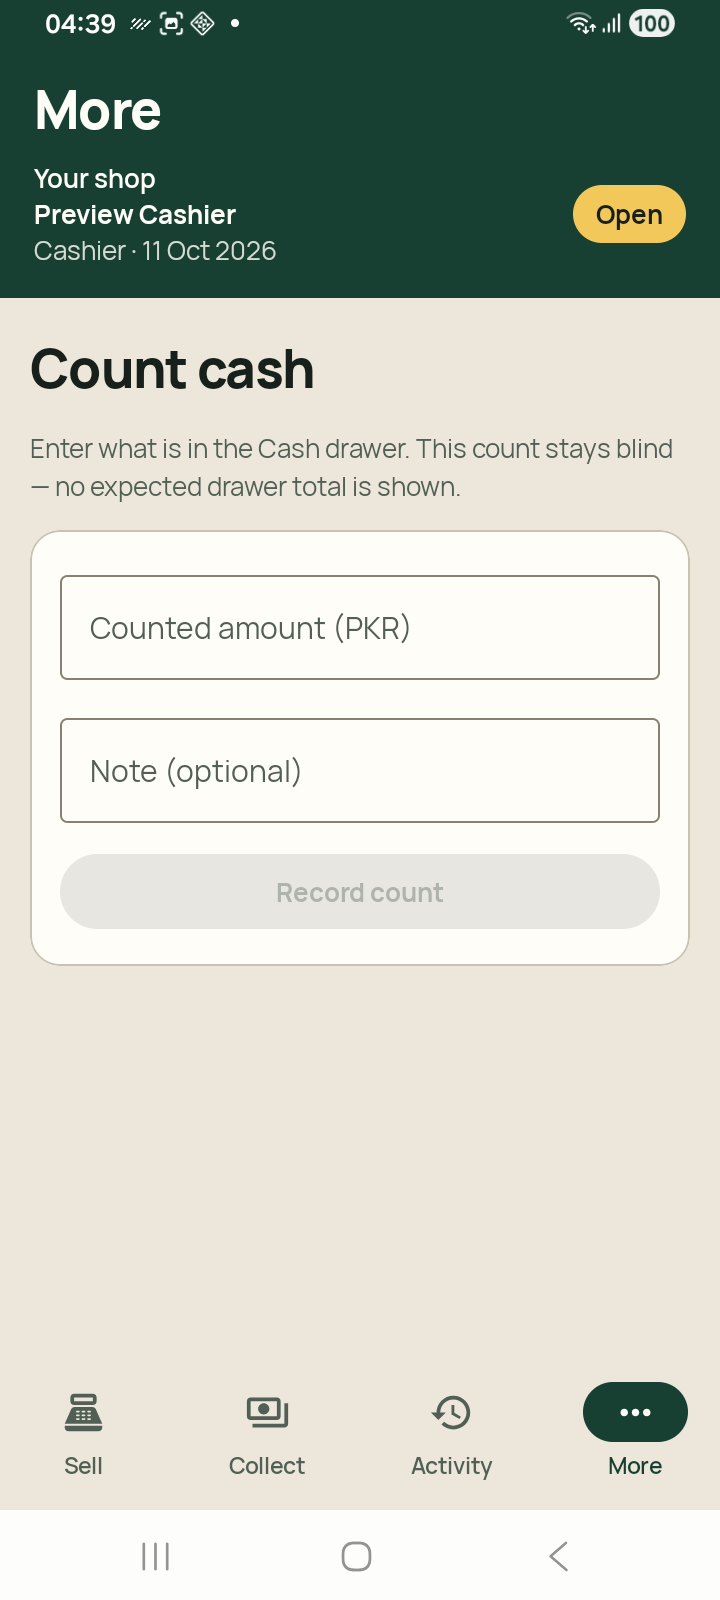 04:39
100
More
Your shop
Preview Cashier
Cashier · 11 Oct 2026
Open
Count cash
Enter what is in the Cash drawer. This count stays blind
— no expected drawer total is shown.
Counted amount (PKR)
Note (optional)
Record count
Sell
Collect
Activity
More